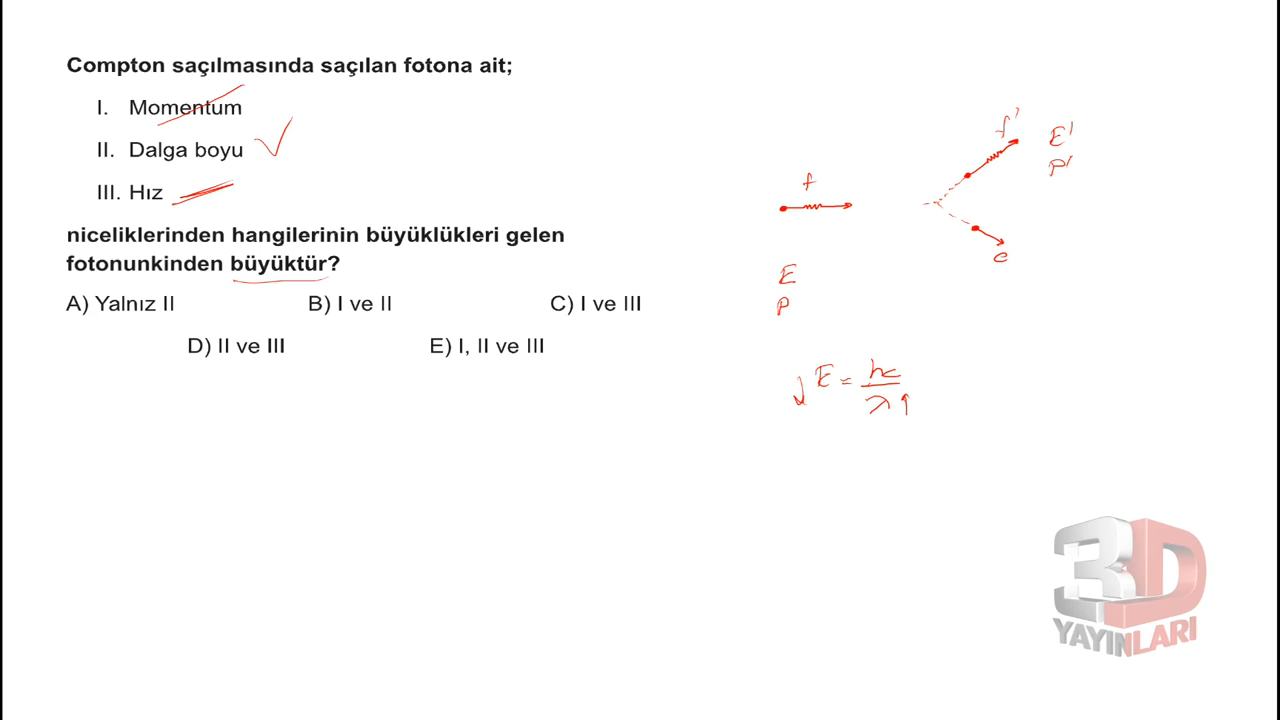 Compton saçılmasında saçılan fotona ait;
I. Momentum
II. Dalga boyu
III. Hız
niceliklerinden hangilerinin büyüklükleri gelen
fotonunkinden büyüktür?
A) Yalnız II B) I ve II C) I ve III
D) II ve III E) I, II ve III
f
E
P
f'
E'
P'
e
↓E = hc/λ↑
3D
YAYINLARI